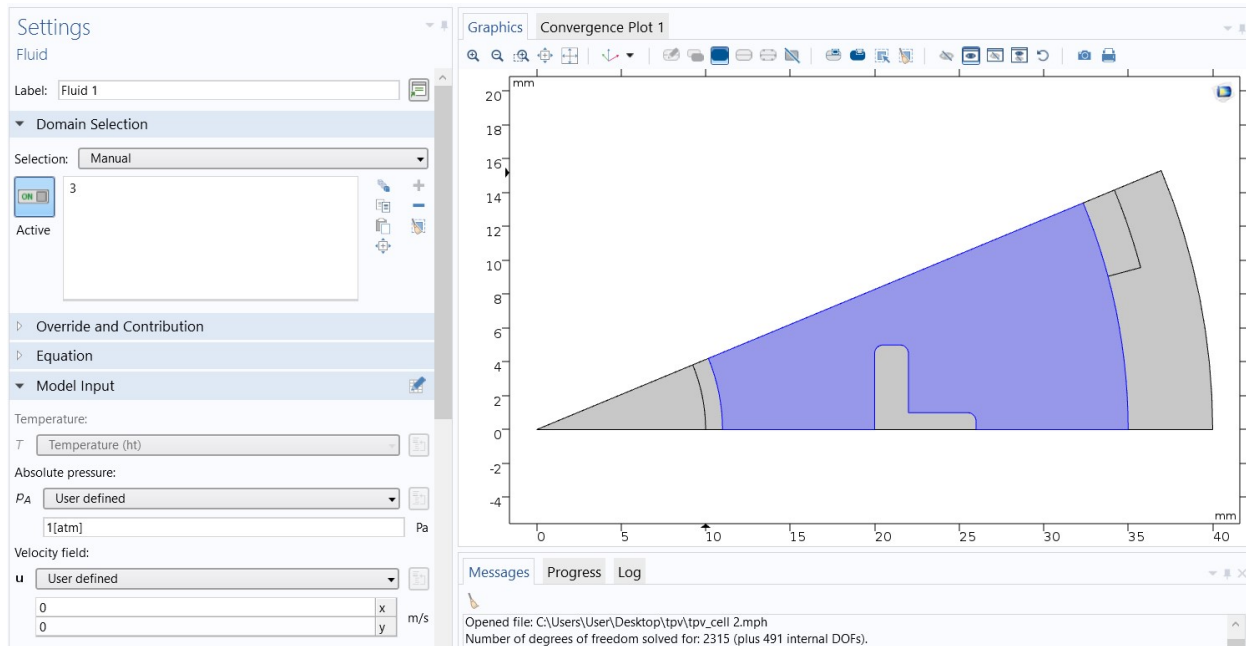 Settings
Fluid
Label: Fluid 1
Domain Selection
Selection: Manual
ON
Active
3
Override and Contribution
Equation
Model Input
Temperature:
T Temperature (ht)
Absolute pressure:
pA User defined
1[atm] Pa
Velocity field:
u User defined
0 x
0 y
m/s
Graphics Convergence Plot 1
mm
20
18
16
14
12
10
8
6
4
2
0
-2
-4
mm
0 5 10 15 20 25 30 35 40
Messages Progress Log
Opened file: C:\Users\User\Desktop\tpv\tpv_cell 2.mph
Number of degrees of freedom solved for: 2315 (plus 491 internal DOFs).